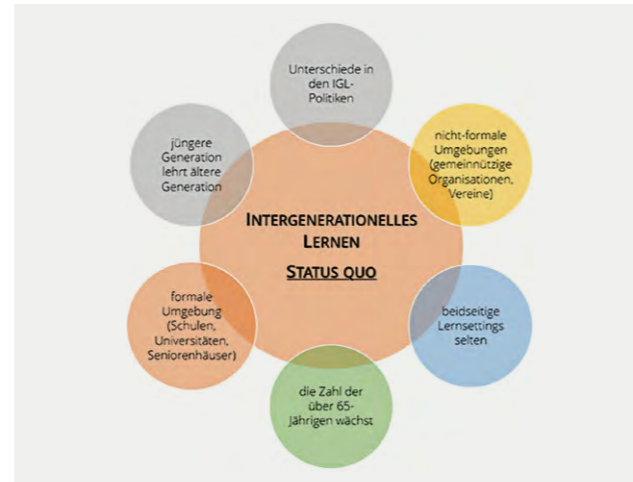 Unterschiede in
den IGL-
Politiken
nicht-formale
Umgebungen
(gemeinnützige
Organisationen,
Vereine)
beidseitige
Lernsettings
selten
die Zahl der
über 65-
Jährigen wächst
formale
Umgebung
(Schulen,
Universitäten,
Seniorenhäuser)
jüngere
Generation
lehrt ältere
Generation
INTERGENERATIONELLES
LERNEN
STATUS QUO